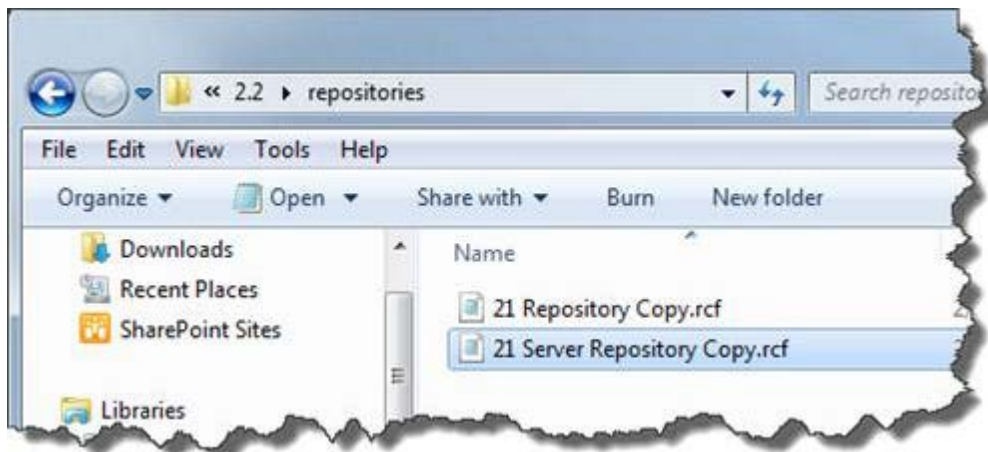 « 2.2 ▸ repositories Search reposito
File Edit View Tools Help
Organize Open Share with Burn New folder
Downloads
Recent Places
SharePoint Sites
Libraries
Name
21 Repository Copy.rcf
21 Server Repository Copy.rcf